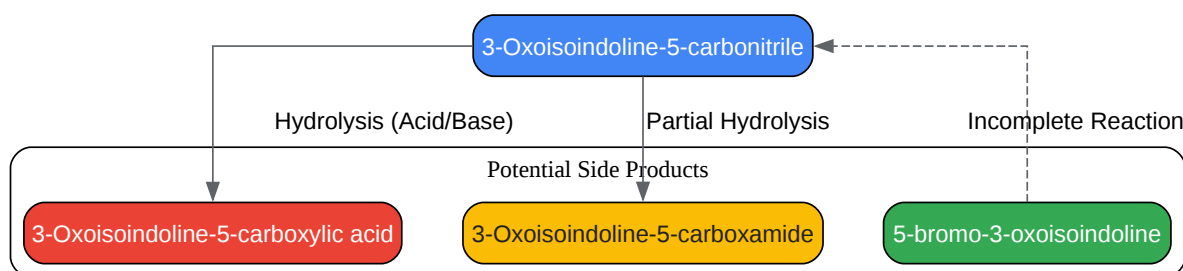 3-Oxoisoindoline-5-carbonitrile
Hydrolysis (Acid/Base)
Partial Hydrolysis
Incomplete Reaction
Potential Side Products
3-Oxoisoindoline-5-carboxylic acid
3-Oxoisoindoline-5-carboxamide
5-bromo-3-oxoisoindoline